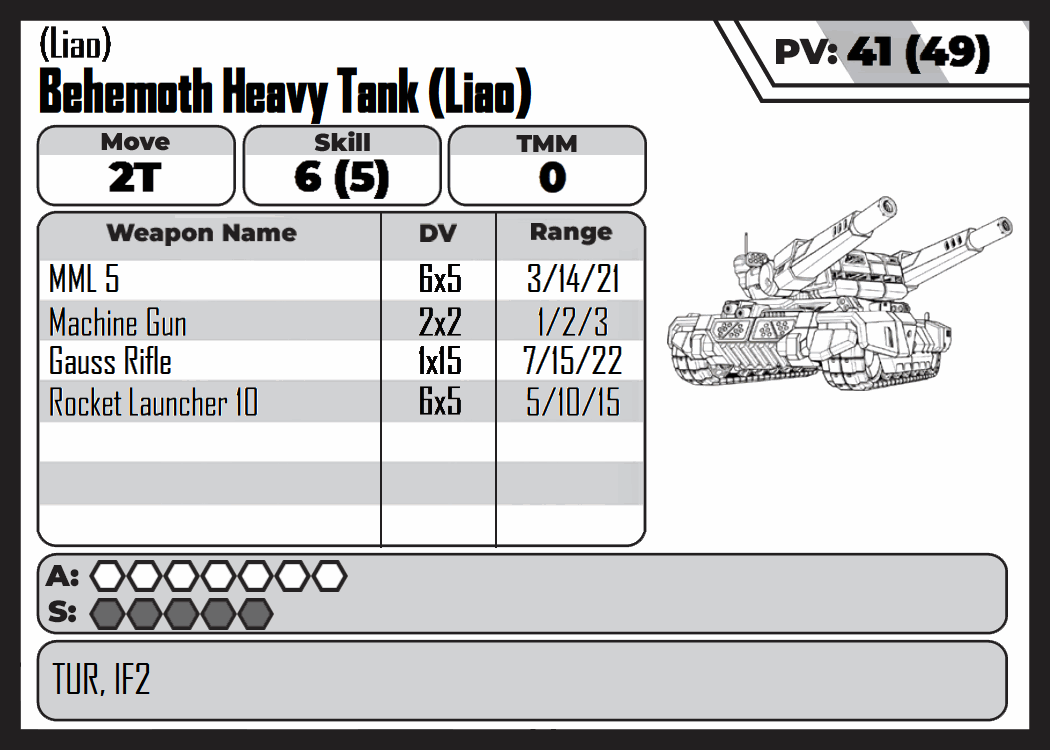 (Liao)
PV: 41 (49)
Behemoth Heavy Tank (Liao)
Move Skill TMM
2T 6 (5) 0
Weapon Name DV Range
MML 5 6x5 3/14/21
Machine Gun 2x2 1/2/3
Gauss Rifle 1x15 7/15/22
Rocket Launcher 10 6x5 5/10/15
A:
S:
TUR, IF2